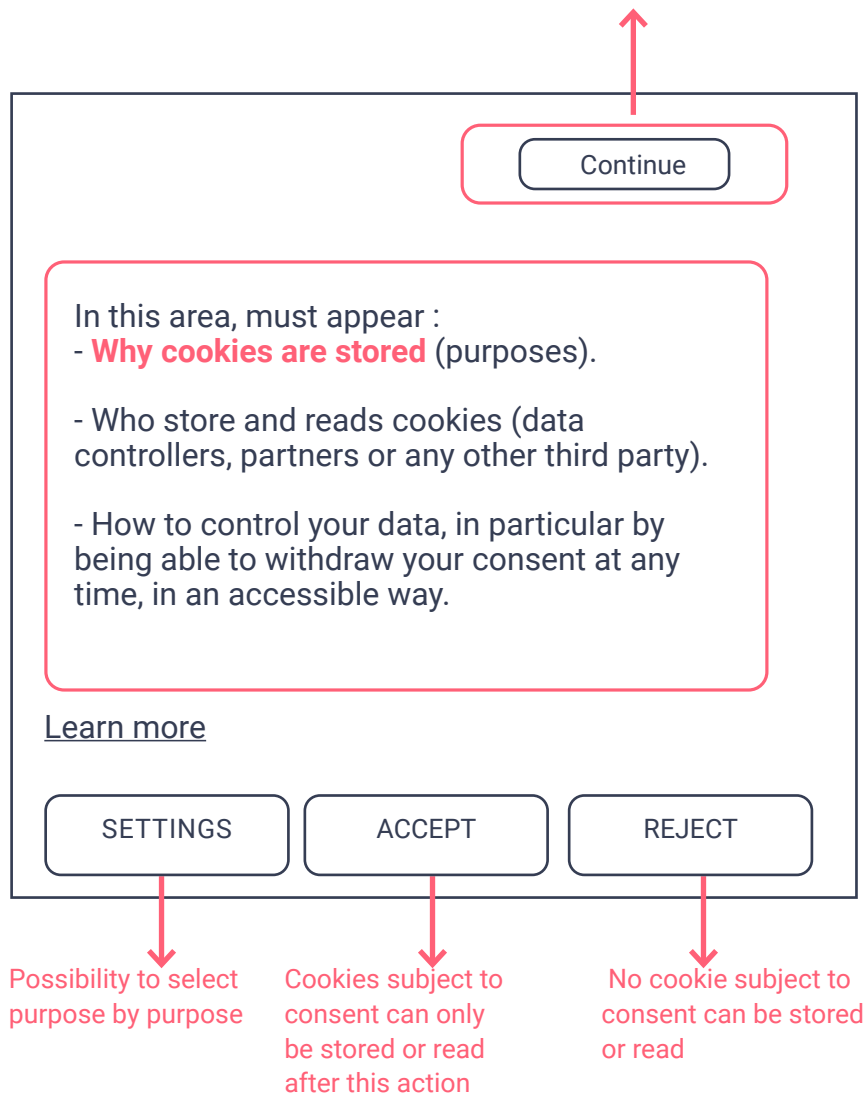 Continue
In this area, must appear :
- Why cookies are stored (purposes).
- Who store and reads cookies (data
controllers, partners or any other third party).
- How to control your data, in particular by
being able to withdraw your consent at any
time, in an accessible way.
Learn more
SETTINGS
ACCEPT
REJECT
Possibility to select
purpose by purpose
Cookies subject to
consent can only
be stored or read
after this action
No cookie subject to
consent can be stored
or read